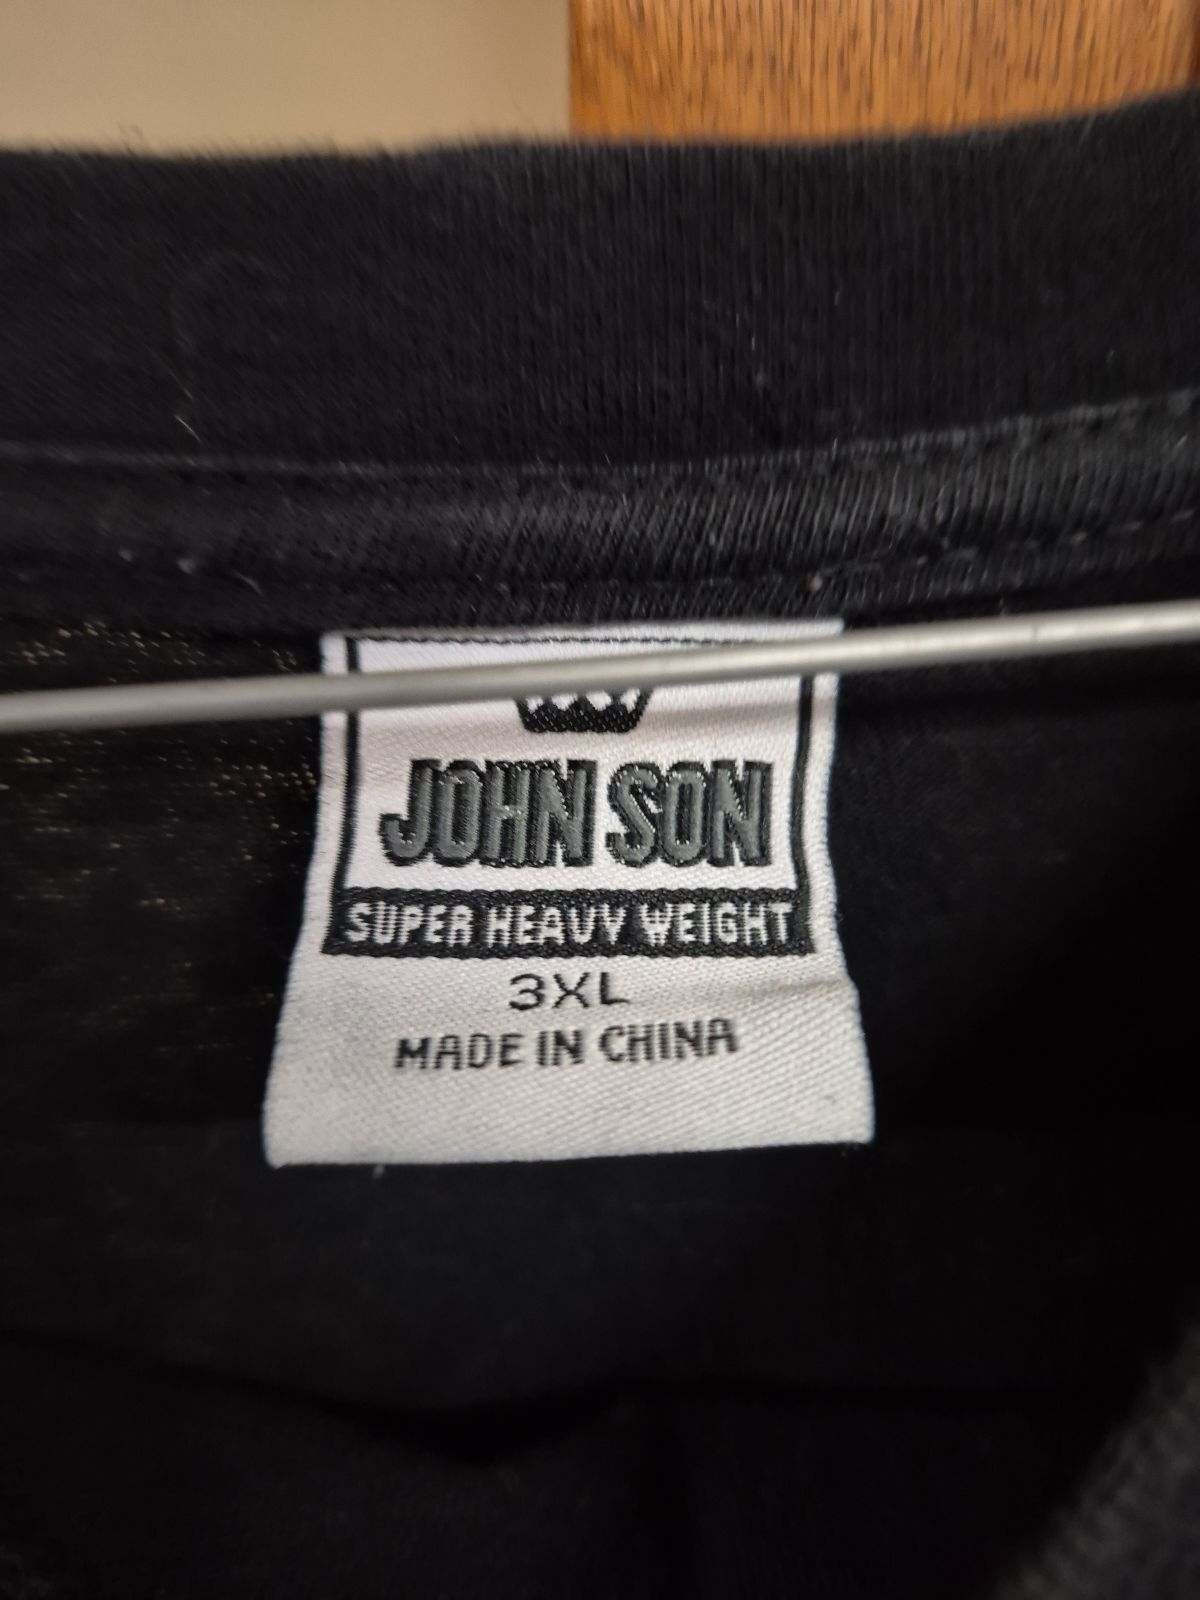 JOHN SON
SUPER HEAVY WEIGHT
3XL
MADE IN CHINA